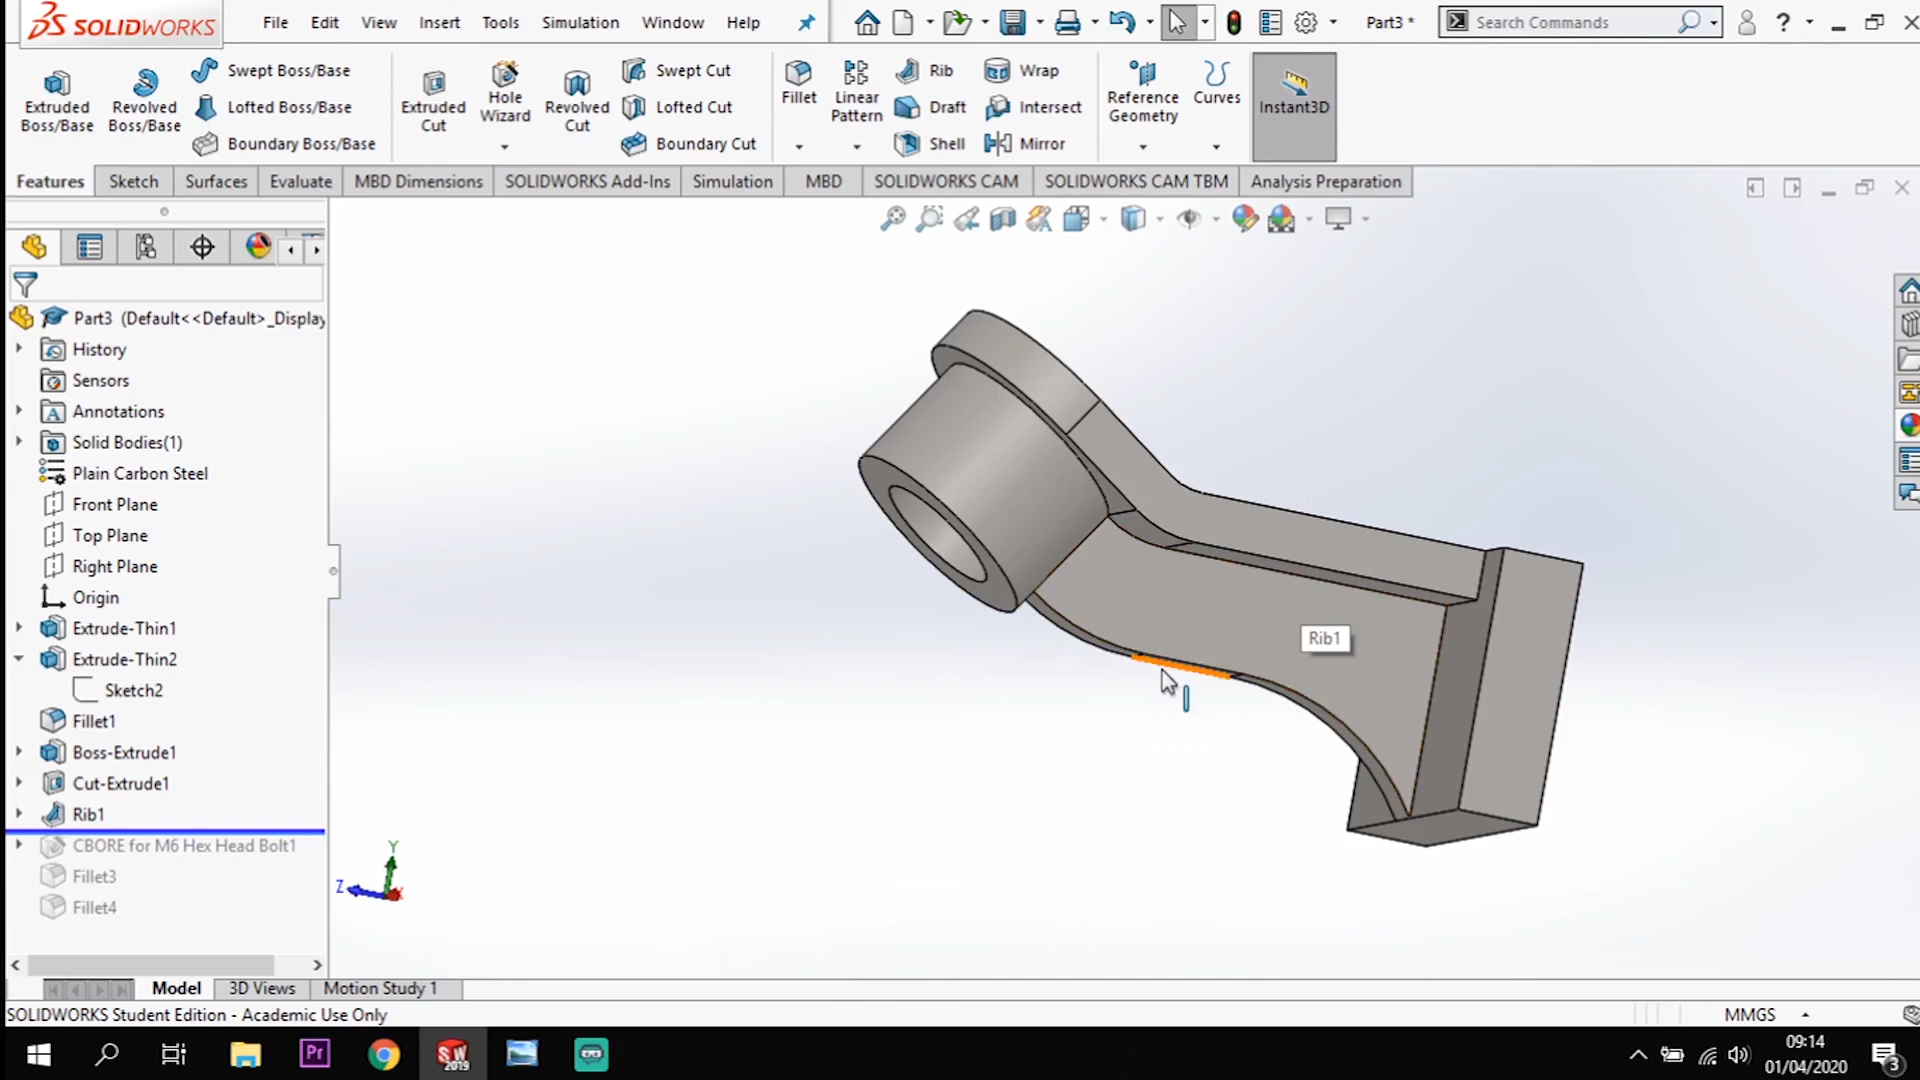 SOLIDWORKS
File Edit View Insert Tools Simulation Window Help
Part3 *
Search Commands
?
Extruded Boss/Base
Revolved Boss/Base
Swept Boss/Base
Lofted Boss/Base
Boundary Boss/Base
Extruded Cut
Hole Wizard
Revolved Cut
Swept Cut
Lofted Cut
Boundary Cut
Fillet
Linear Pattern
Rib
Draft
Shell
Wrap
Intersect
Mirror
Reference Geometry
Curves
Instant3D
Features Sketch Surfaces Evaluate MBD Dimensions SOLIDWORKS Add-Ins Simulation MBD SOLIDWORKS CAM SOLIDWORKS CAM TBM Analysis Preparation
Part3 (Default<<Default>_Display
History
Sensors
Annotations
Solid Bodies(1)
Plain Carbon Steel
Front Plane
Top Plane
Right Plane
Origin
Extrude-Thin1
Extrude-Thin2
Sketch2
Fillet1
Boss-Extrude1
Cut-Extrude1
Rib1
CBORE for M6 Hex Head Bolt1
Fillet3
Fillet4
Rib1
Y
Z
Model 3D Views Motion Study 1
SOLIDWORKS Student Edition - Academic Use Only
MMGS
Pr
SW
2019
09:14
01/04/2020
3